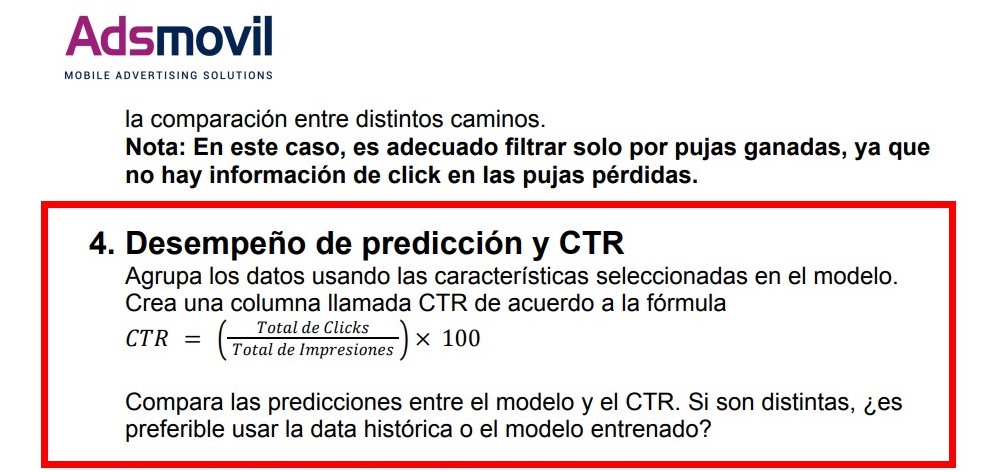 Adsmovil
MOBILE ADVERTISING SOLUTIONS
la comparación entre distintos caminos.
Nota: En este caso, es adecuado filtrar solo por pujas ganadas, ya que
no hay información de click en las pujas pérdidas.
4. Desempeño de predicción y CTR
Agrupa los datos usando las características seleccionadas en el modelo.
Crea una columna llamada CTR de acuerdo a la fórmula
CTR = (Total de Clicks / Total de Impresiones) × 100
Compara las predicciones entre el modelo y el CTR. Si son distintas, ¿es
preferible usar la data histórica o el modelo entrenado?